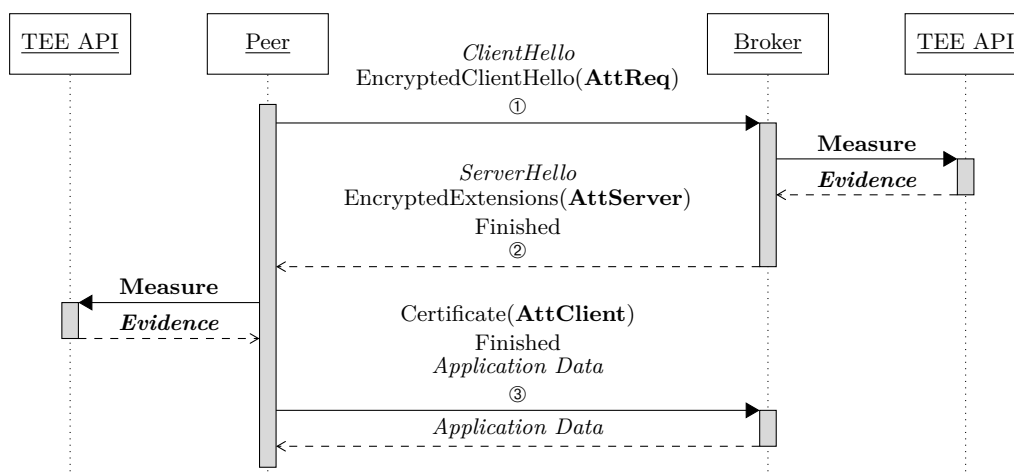 TEE API
Peer
Broker
TEE API
ClientHello
EncryptedClientHello(AttReq)
①
Measure
Evidence
ServerHello
EncryptedExtensions(AttServer)
Finished
②
Measure
Evidence
Certificate(AttClient)
Finished
Application Data
③
Application Data